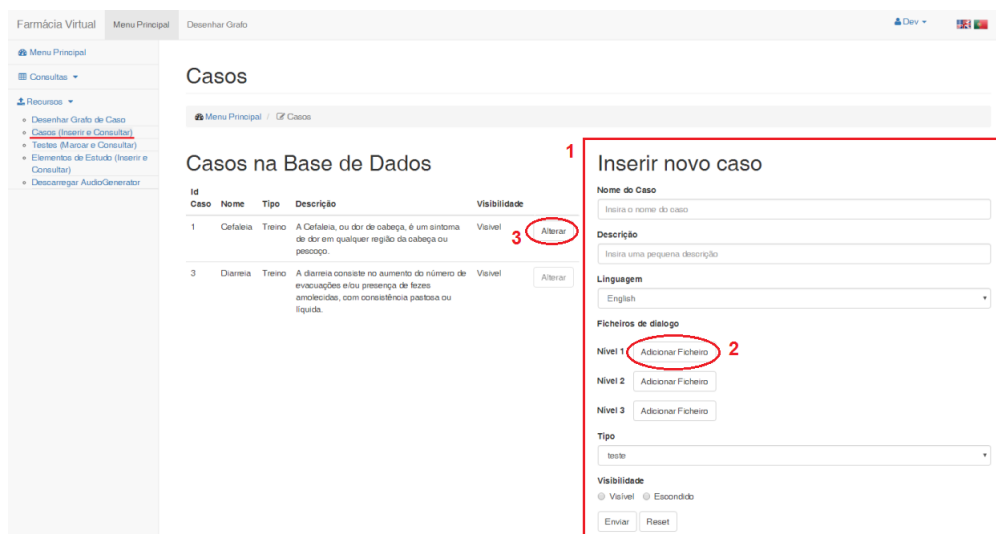 Farmácia Virtual Menu Principal Desenhar Grafo Dev
Menu Principal
Consultas
Recursos
Desenhar Grafo de Caso
Casos (Inserir e Consultar)
Testes (Marcar e Consultar)
Elementos de Estudo (Inserir e
Consultar)
Descarregar AudioGenerator
Casos
Menu Principal / Casos
Casos na Base de Dados
Id
Caso Nome Tipo Descrição Visibilidade
1 Cefaleia Treino A Cefaleia, ou dor de cabeça, é um sintoma Visivel Alterar
de dor em qualquer região da cabeça ou
pescoço.
3
3 Diarreia Treino A diarreia consiste no aumento do número de Visivel Alterar
evacuações e/ou presença de fezes
amolecidas, com consistência pastosa ou
líquida.
1
Inserir novo caso
Nome do Caso
Insira o nome do caso
Descrição
Insira uma pequena descrição
Linguagem
English
Ficheiros de dialogo
Nível 1 Adicionar Ficheiro 2
Nível 2 Adicionar Ficheiro
Nível 3 Adicionar Ficheiro
Tipo
teste
Visibilidade
Visível Escondido
Enviar Reset